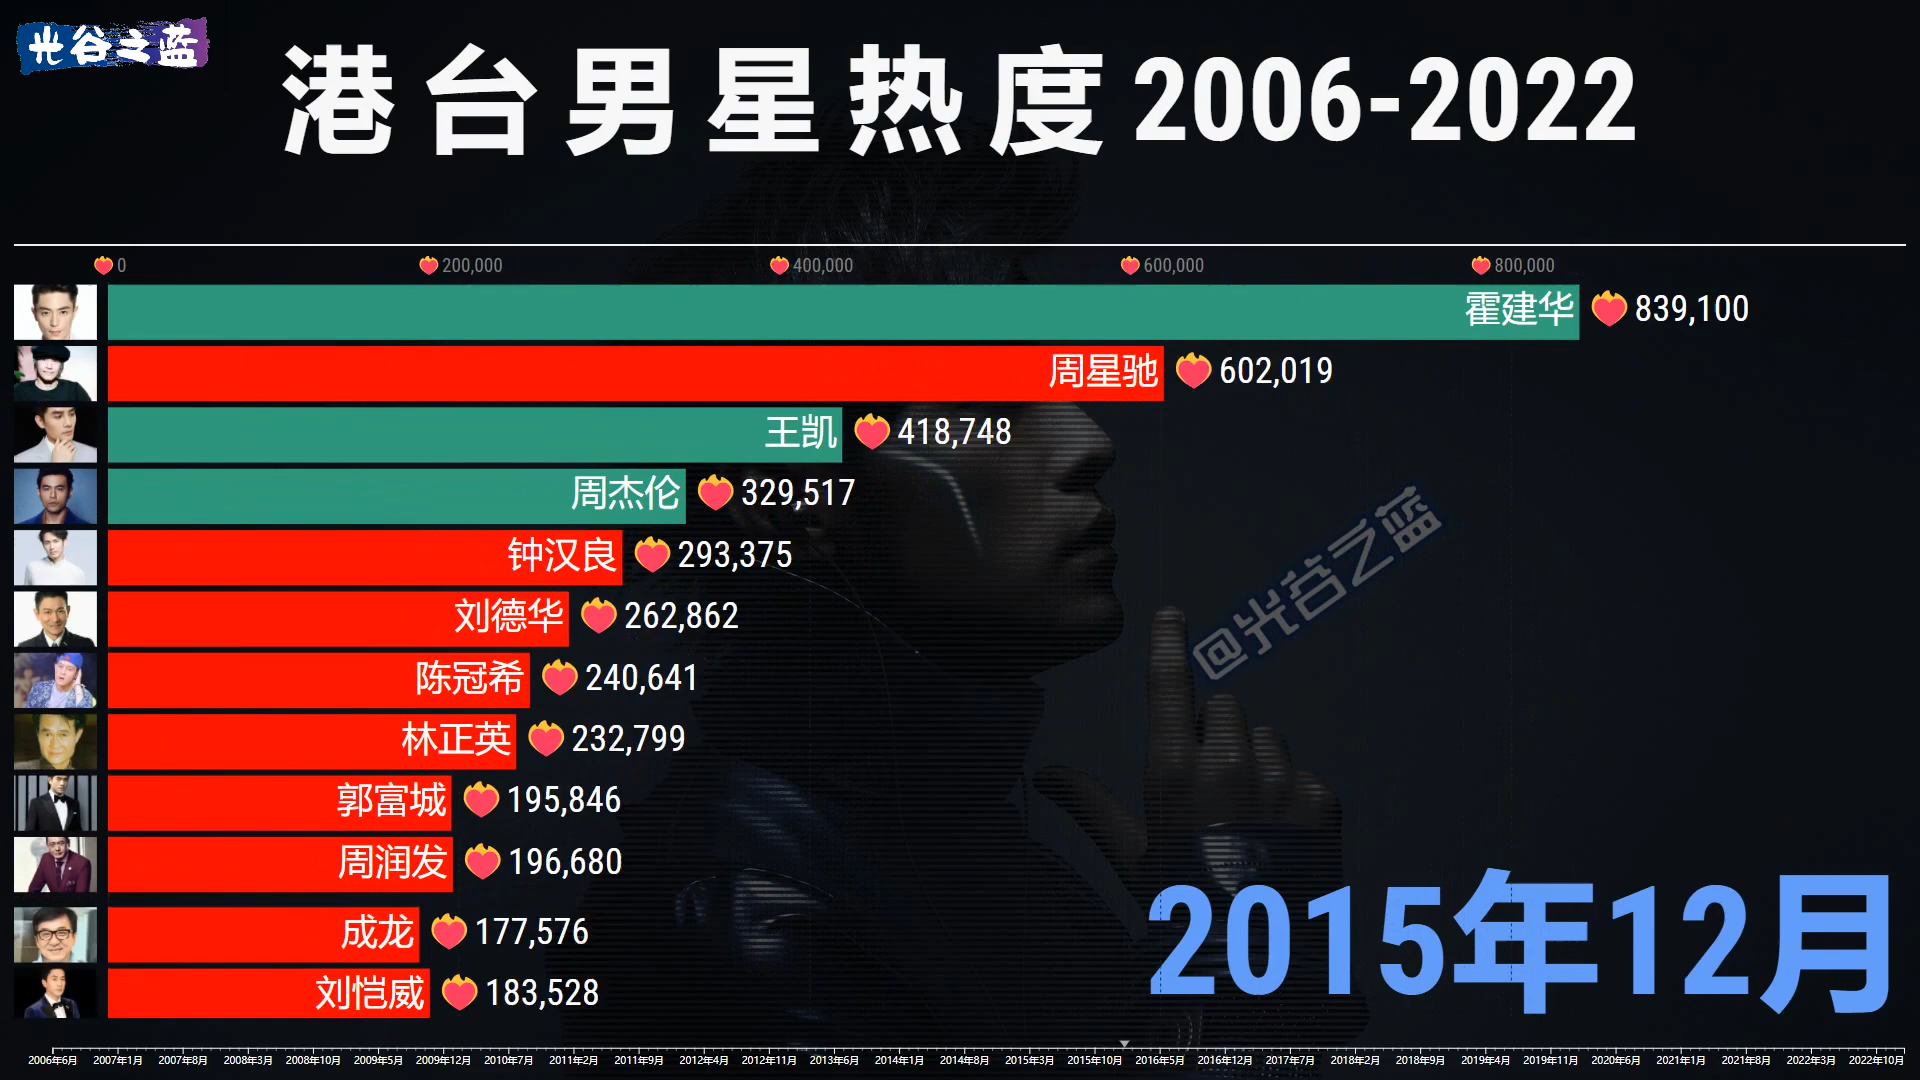 光谷之蓝
港台男星热度2006-2022
0 200,000 400,000 600,000 800,000
霍建华 839,100
周星驰 602,019
王凯 418,748
周杰伦 329,517
钟汉良 293,375
刘德华 262,862
陈冠希 240,641
林正英 232,799
郭富城 195,846
周润发 196,680
成龙 177,576
刘恺威 183,528
@光谷之蓝
2015年12月
2006年6月 2007年1月 2007年8月 2008年3月 2008年10月 2009年5月 2009年12月 2010年7月 2011年2月 2011年9月 2012年4月 2012年11月 2013年6月 2014年1月 2014年8月 2015年3月 2015年10月 2016年5月 2016年12月 2017年7月 2018年2月 2018年9月 2019年4月 2019年11月 2020年6月 2021年1月 2021年8月 2022年3月 2022年10月